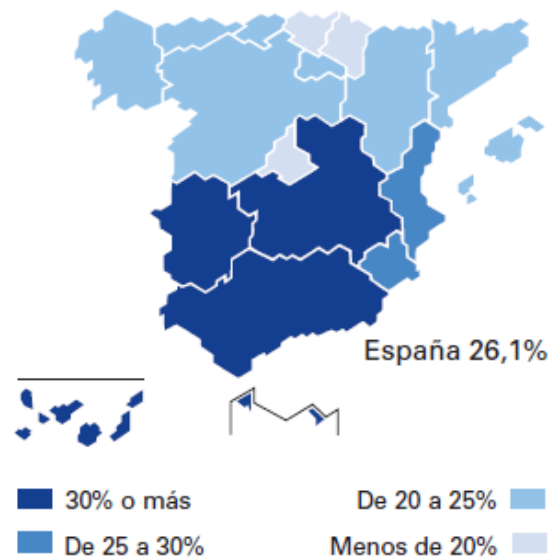 España 26,1%
30% o más
De 20 a 25%
De 25 a 30%
Menos de 20%